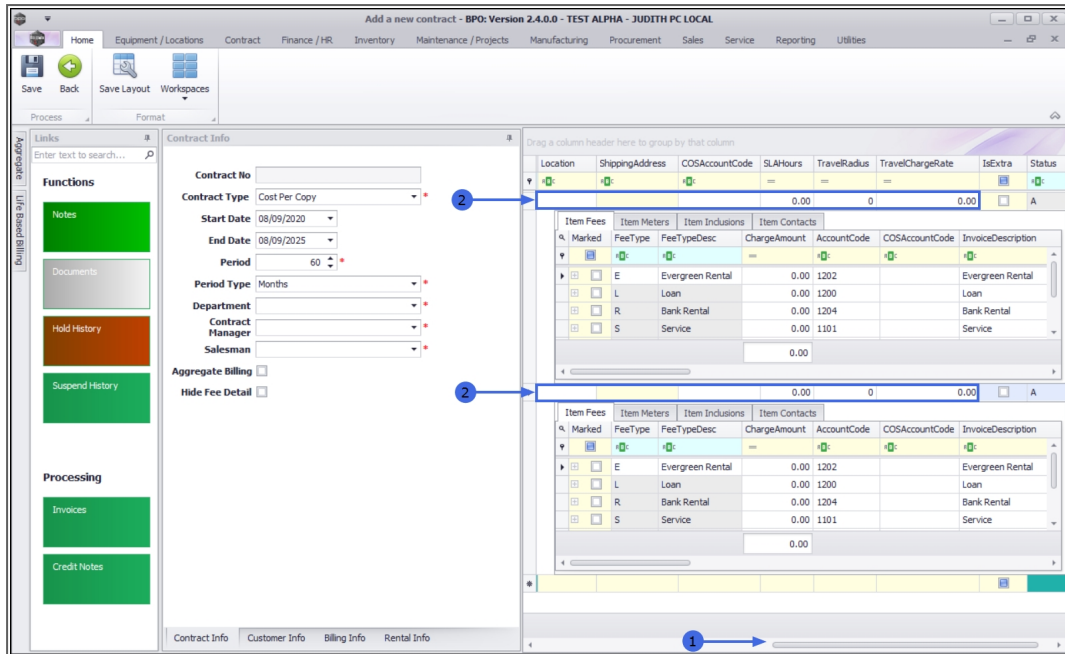 Add a new contract - BPO: Version 2.4.0.0 - TEST ALPHA - JUDITH PC LOCAL
Home Equipment / Locations Contract Finance / HR Inventory Maintenance / Projects Manufacturing Procurement Sales Service Reporting Utilities
Save Back Save Layout Workspaces
Process Format
Aggregate
Life Based Billing
Links
Enter text to search...
Functions
Notes
Documents
Hold History
Suspend History
Processing
Invoices
Credit Notes
Contract Info
Contract No
Contract Type Cost Per Copy *
Start Date 08/09/2020
End Date 08/09/2025
Period 60 *
Period Type Months *
Department *
Contract Manager *
Salesman *
Aggregate Billing
Hide Fee Detail
Contract Info Customer Info Billing Info Rental Info
Drag a column header here to group by that column
Location ShippingAddress COSAccountCode SLAHours TravelRadius TravelChargeRate IsExtra Status
2 0.00 0 0.00 A
Item Fees Item Meters Item Inclusions Item Contacts
Marked FeeType FeeTypeDesc ChargeAmount AccountCode COSAccountCode InvoiceDescription
E Evergreen Rental 0.00 1202 Evergreen Rental
L Loan 0.00 1200 Loan
R Bank Rental 0.00 1204 Bank Rental
S Service 0.00 1101 Service
0.00
2 0.00 0 0.00 A
Item Fees Item Meters Item Inclusions Item Contacts
Marked FeeType FeeTypeDesc ChargeAmount AccountCode COSAccountCode InvoiceDescription
E Evergreen Rental 0.00 1202 Evergreen Rental
L Loan 0.00 1200 Loan
R Bank Rental 0.00 1204 Bank Rental
S Service 0.00 1101 Service
0.00
1